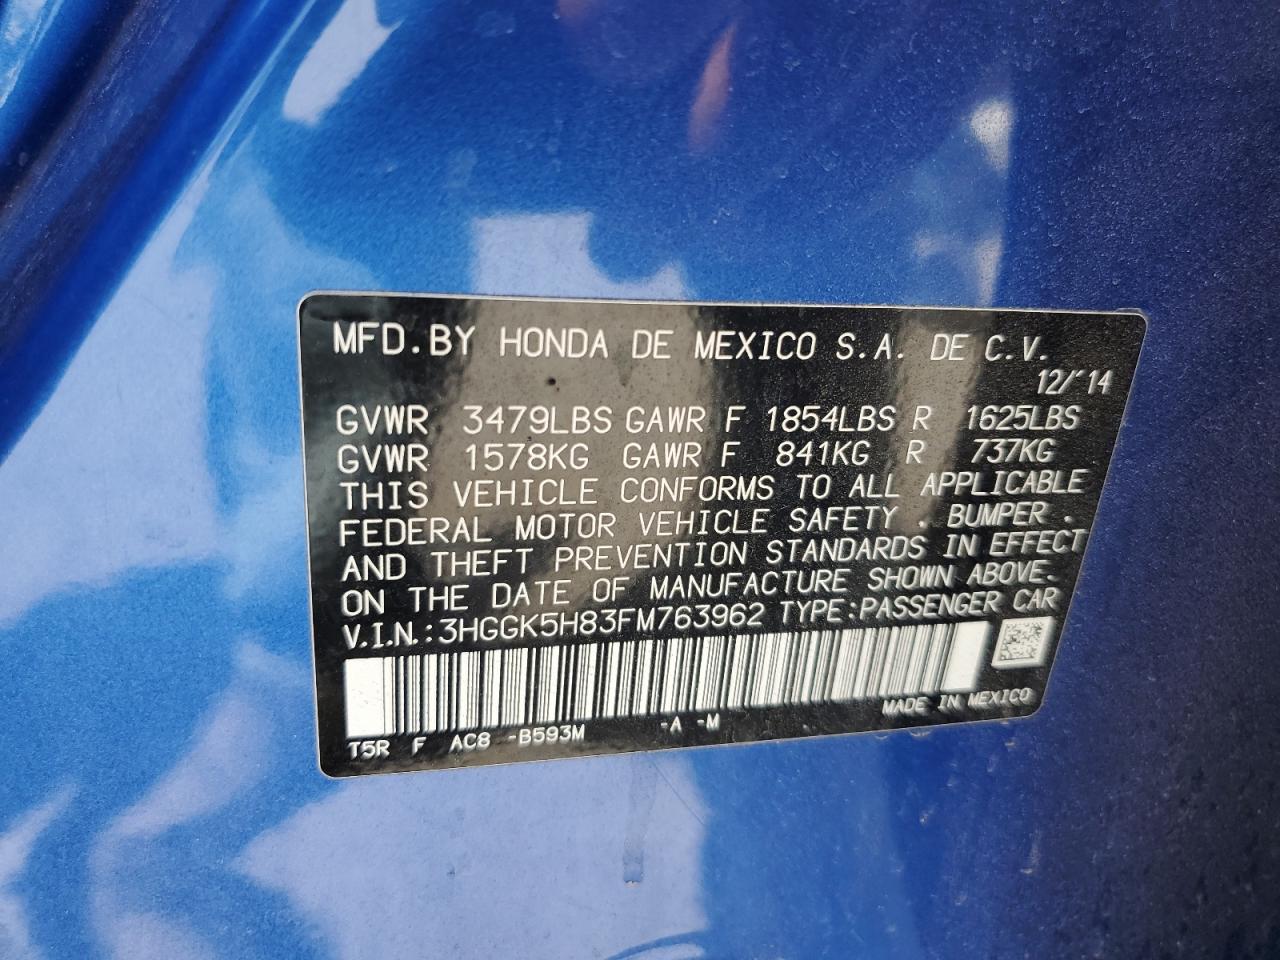 MFD.BY HONDA DE MEXICO S.A. DE C.V.
12/'14
GVWR 3479LBS GAWR F 1854LBS R 1625LBS
GVWR 1578KG GAWR F 841KG R 737KG
THIS VEHICLE CONFORMS TO ALL APPLICABLE
FEDERAL MOTOR VEHICLE SAFETY . BUMPER .
AND THEFT PREVENTION STANDARDS IN EFFECT
ON THE DATE OF MANUFACTURE SHOWN ABOVE.
V.I.N.:3HGGK5H83FM763962 TYPE:PASSENGER CAR
MADE IN MEXICO
T5R F AC8 -B593M -A -M